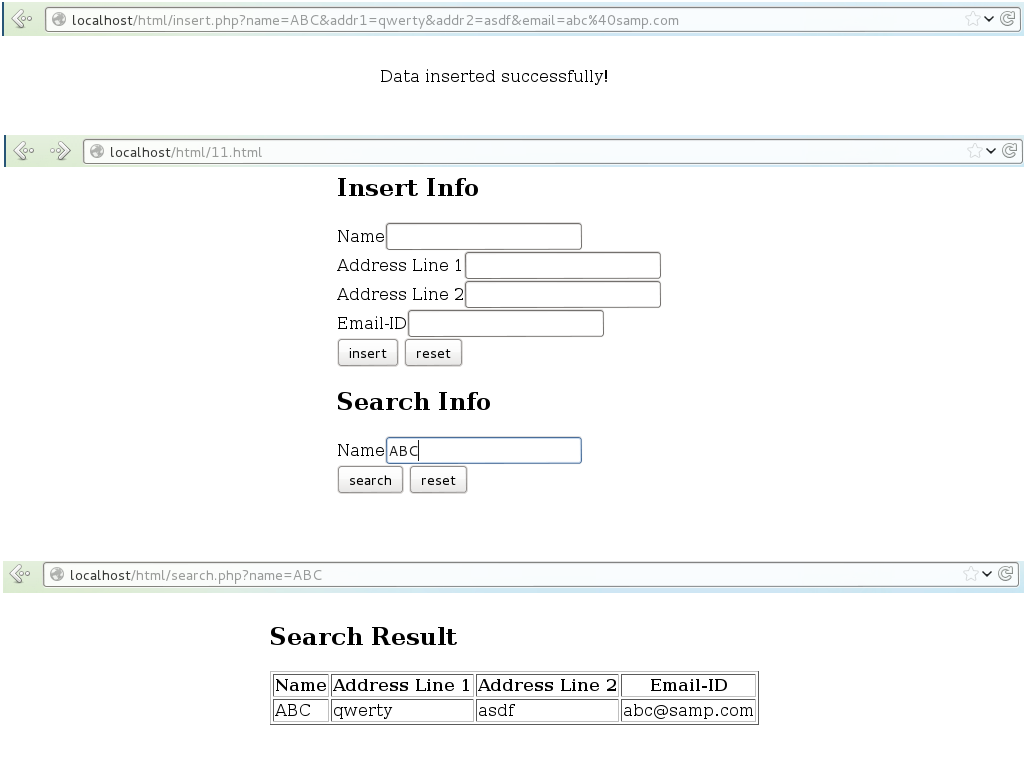 localhost/html/insert.php?name=ABC&addr1=qwerty&addr2=asdf&email=abc%40samp.com
Data inserted successfully!
localhost/html/11.html
Insert Info
Name
Address Line 1
Address Line 2
Email-ID
insert reset
Search Info
Name ABC
search reset
localhost/html/search.php?name=ABC
Search Result
Name Address Line 1 Address Line 2 Email-ID
ABC qwerty asdf abc@samp.com